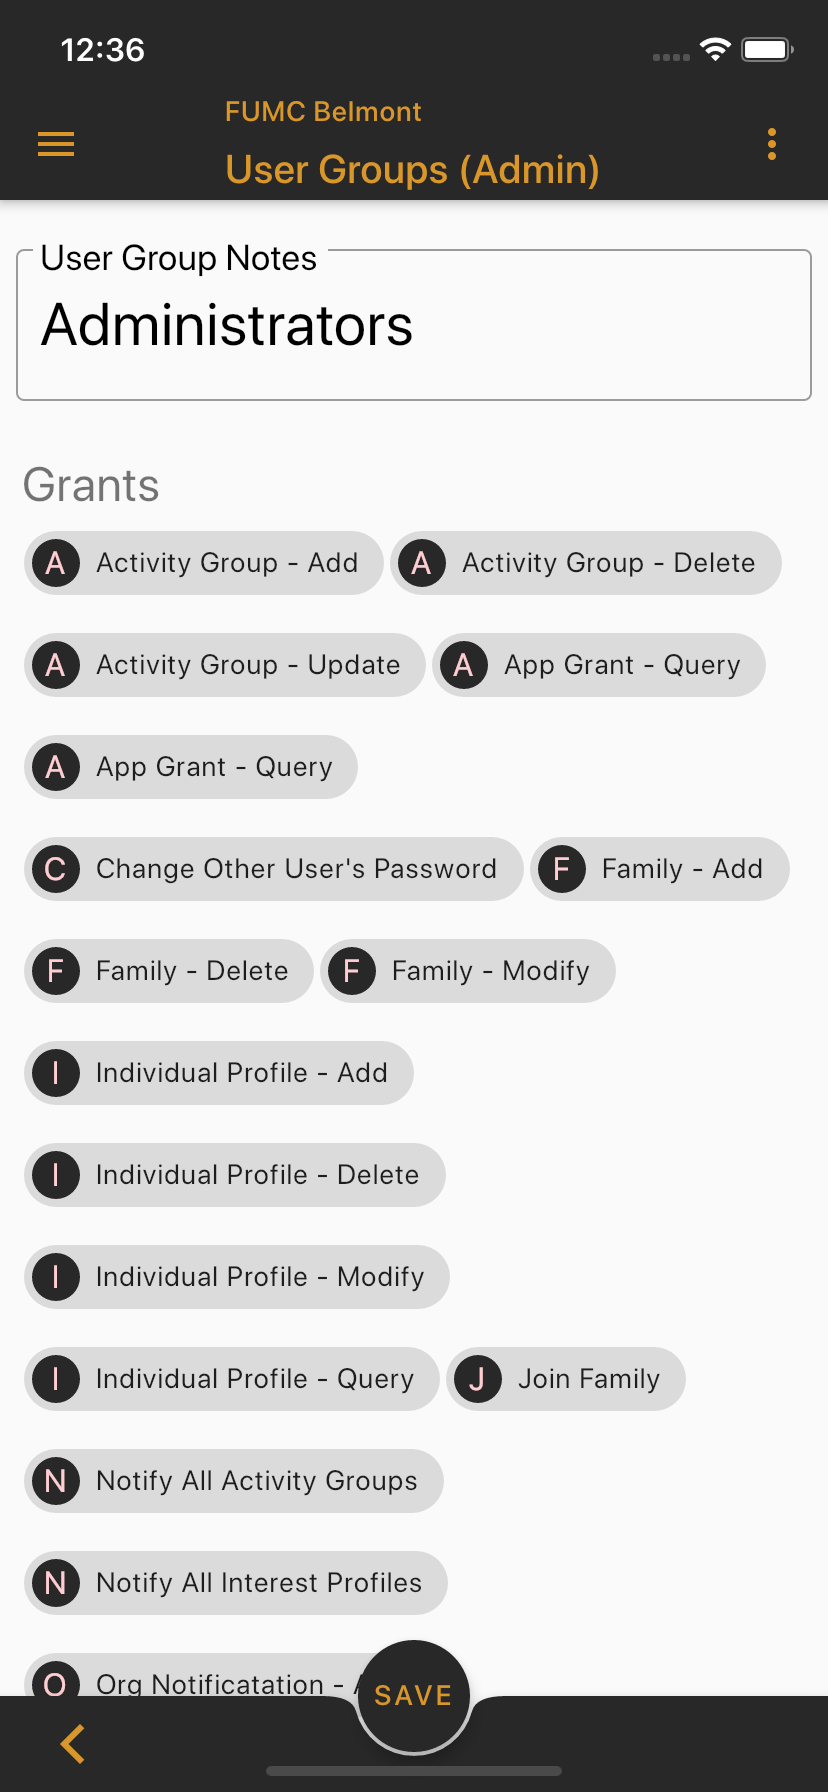 12:36
FUMC Belmont
User Groups (Admin)
User Group Notes
Administrators
Grants
A Activity Group - Add A Activity Group - Delete
A Activity Group - Update A App Grant - Query
A App Grant - Query
C Change Other User's Password F Family - Add
F Family - Delete F Family - Modify
I Individual Profile - Add
I Individual Profile - Delete
I Individual Profile - Modify
I Individual Profile - Query J Join Family
N Notify All Activity Groups
N Notify All Interest Profiles
O Org Notificatation -
SAVE